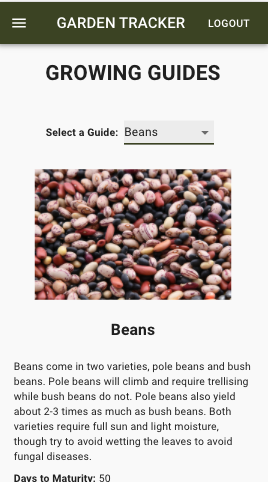 GARDEN TRACKER LOGOUT
GROWING GUIDES
Select a Guide: Beans
Beans
Beans come in two varieties, pole beans and bush
beans. Pole beans will climb and require trellising
while bush beans do not. Pole beans also yield
about 2-3 times as much as bush beans. Both
varieties require full sun and light moisture,
though try to avoid wetting the leaves to avoid
fungal diseases.
Days to Maturity: 50